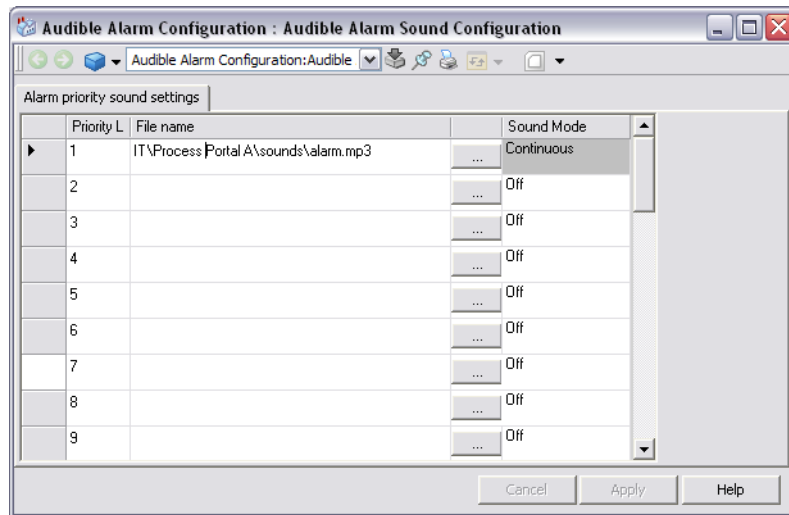 Audible Alarm Configuration : Audible Alarm Sound Configuration
Audible Alarm Configuration:Audible
Alarm priority sound settings
Priority L File name Sound Mode
1 IT\Process Portal A\sounds\alarm.mp3 ... Continuous
2 ... Off
3 ... Off
4 ... Off
5 ... Off
6 ... Off
7 ... Off
8 ... Off
9 ... Off
Cancel Apply Help